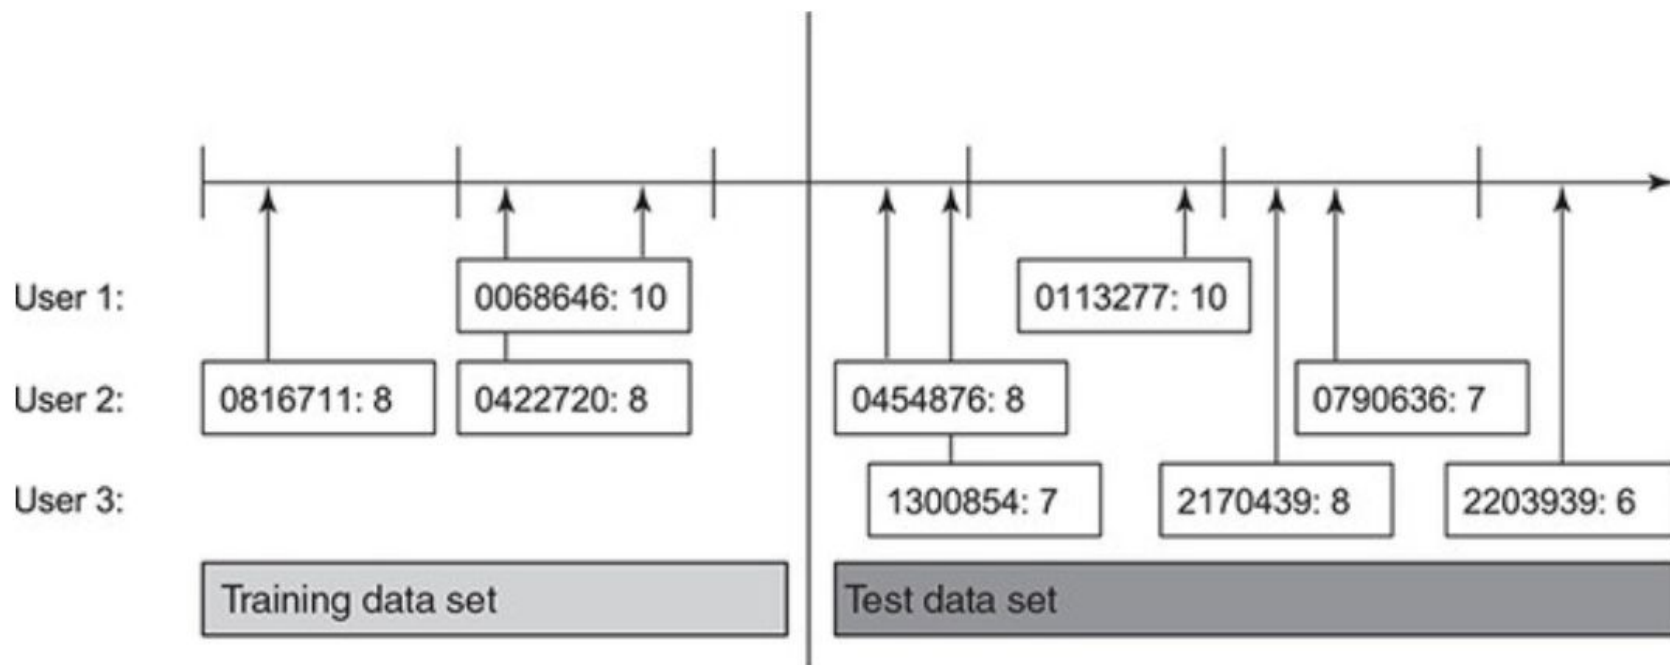 User 1:
0068646: 10
0113277: 10
User 2:
0816711: 8
0422720: 8
0454876: 8
0790636: 7
User 3:
1300854: 7
2170439: 8
2203939: 6
Training data set
Test data set